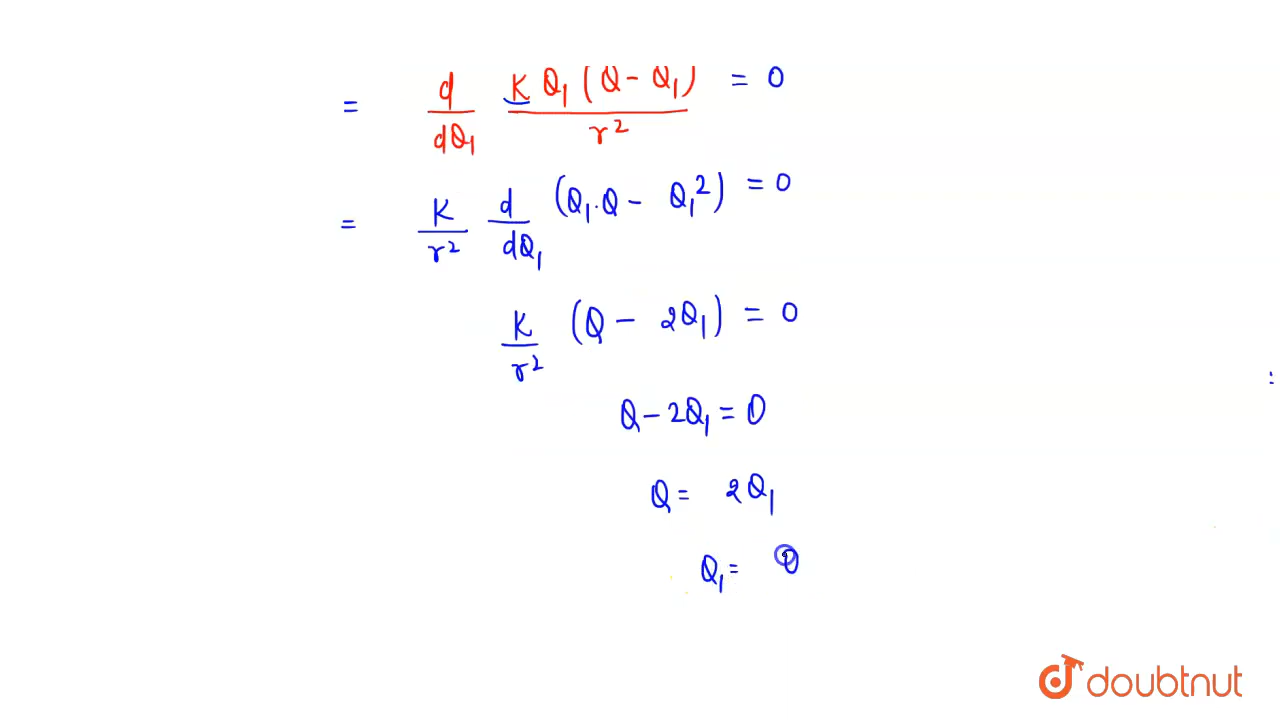 = d/dQ₁ K Q₁ (Q - Q₁)/r² = 0
= K/r² d/dQ₁ (Q₁.Q - Q₁²) = 0
K/r² (Q - 2Q₁) = 0
Q - 2Q₁ = 0
Q = 2Q₁
Q₁ =
doubtnut